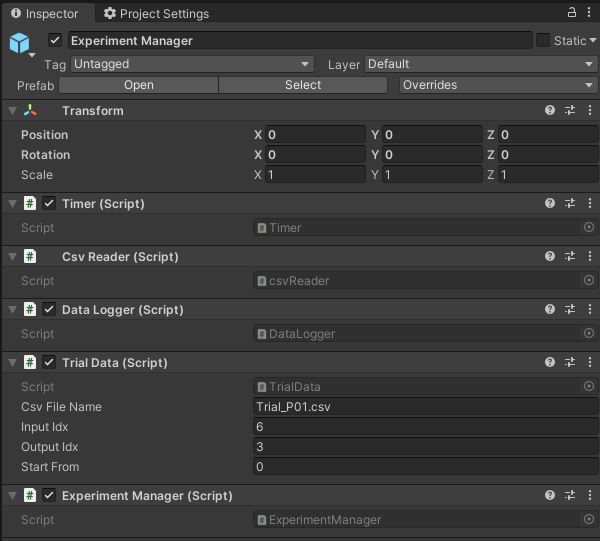 Inspector Project Settings
Experiment Manager Static
Tag Untagged Layer Default
Prefab Open Select Overrides
Transform
Position X 0 Y 0 Z 0
Rotation X 0 Y 0 Z 0
Scale X 1 Y 1 Z 1
# Timer (Script)
Script # Timer
# Csv Reader (Script)
Script # csvReader
# Data Logger (Script)
Script # DataLogger
# Trial Data (Script)
Script # TrialData
Csv File Name Trial_P01.csv
Input Idx 6
Output Idx 3
Start From 0
# Experiment Manager (Script)
Script # ExperimentManager